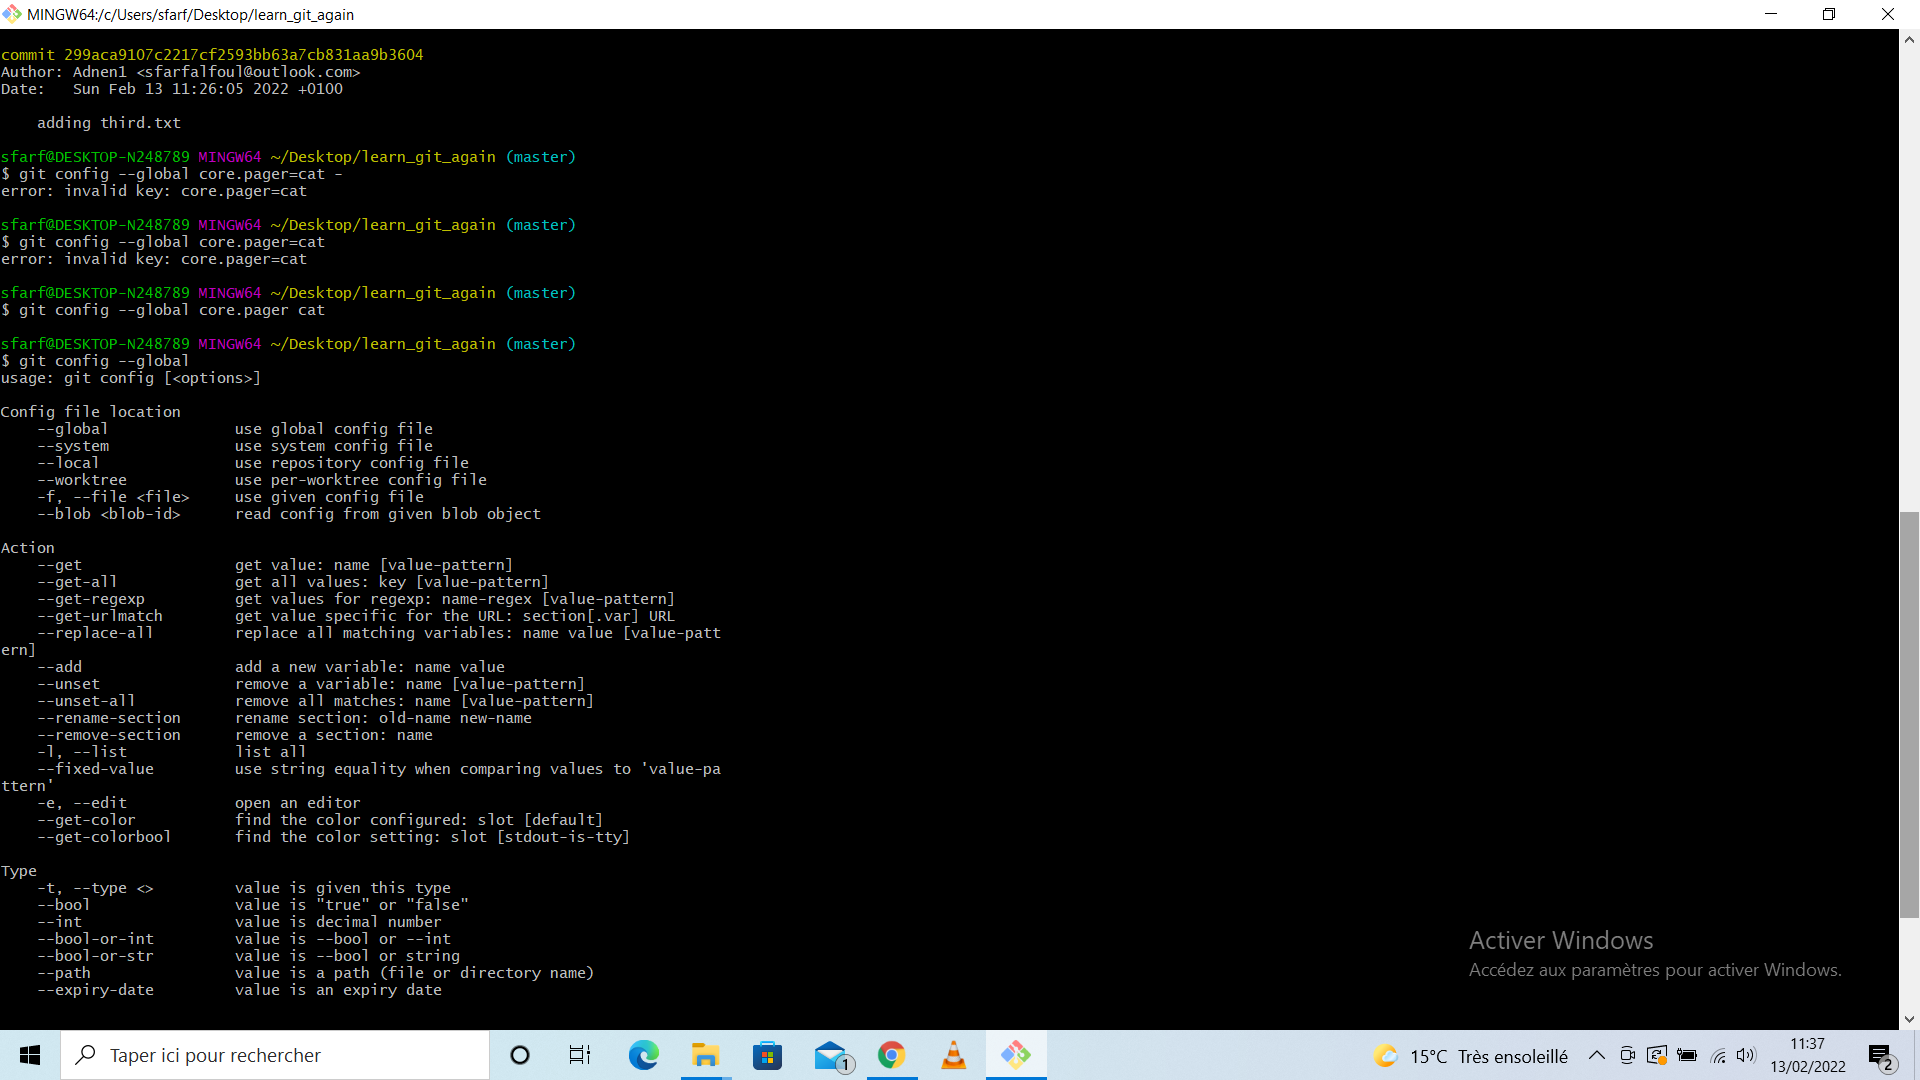 MINGW64:/c/Users/sfarf/Desktop/learn_git_again
commit 299aca9107c2217cf2593bb63a7cb831aa9b3604
Author: Adnen1 <sfarfalfoul@outlook.com>
Date:   Sun Feb 13 11:26:05 2022 +0100
    adding third.txt
sfarf@DESKTOP-N248789 MINGW64 ~/Desktop/learn_git_again (master)
$ git config --global core.pager=cat -
error: invalid key: core.pager=cat
sfarf@DESKTOP-N248789 MINGW64 ~/Desktop/learn_git_again (master)
$ git config --global core.pager=cat
error: invalid key: core.pager=cat
sfarf@DESKTOP-N248789 MINGW64 ~/Desktop/learn_git_again (master)
$ git config --global core.pager cat
sfarf@DESKTOP-N248789 MINGW64 ~/Desktop/learn_git_again (master)
$ git config --global
usage: git config [<options>]
Config file location
    --global              use global config file
    --system              use system config file
    --local               use repository config file
    --worktree            use per-worktree config file
    -f, --file <file>     use given config file
    --blob <blob-id>      read config from given blob object
Action
    --get                 get value: name [value-pattern]
    --get-all             get all values: key [value-pattern]
    --get-regexp          get values for regexp: name-regex [value-pattern]
    --get-urlmatch        get value specific for the URL: section[.var] URL
    --replace-all         replace all matching variables: name value [value-patt
ern]
    --add                 add a new variable: name value
    --unset               remove a variable: name [value-pattern]
    --unset-all           remove all matches: name [value-pattern]
    --rename-section      rename section: old-name new-name
    --remove-section      remove a section: name
    -l, --list            list all
    --fixed-value         use string equality when comparing values to 'value-pa
ttern'
    -e, --edit            open an editor
    --get-color           find the color configured: slot [default]
    --get-colorbool       find the color setting: slot [stdout-is-tty]
Type
    -t, --type <>         value is given this type
    --bool                value is "true" or "false"
    --int                 value is decimal number
    --bool-or-int         value is --bool or --int
    --bool-or-str         value is --bool or string
    --path                value is a path (file or directory name)
    --expiry-date         value is an expiry date
Activer Windows
Accédez aux paramètres pour activer Windows.
Taper ici pour rechercher
1
15°C Très ensoleillé
11:37
13/02/2022
2